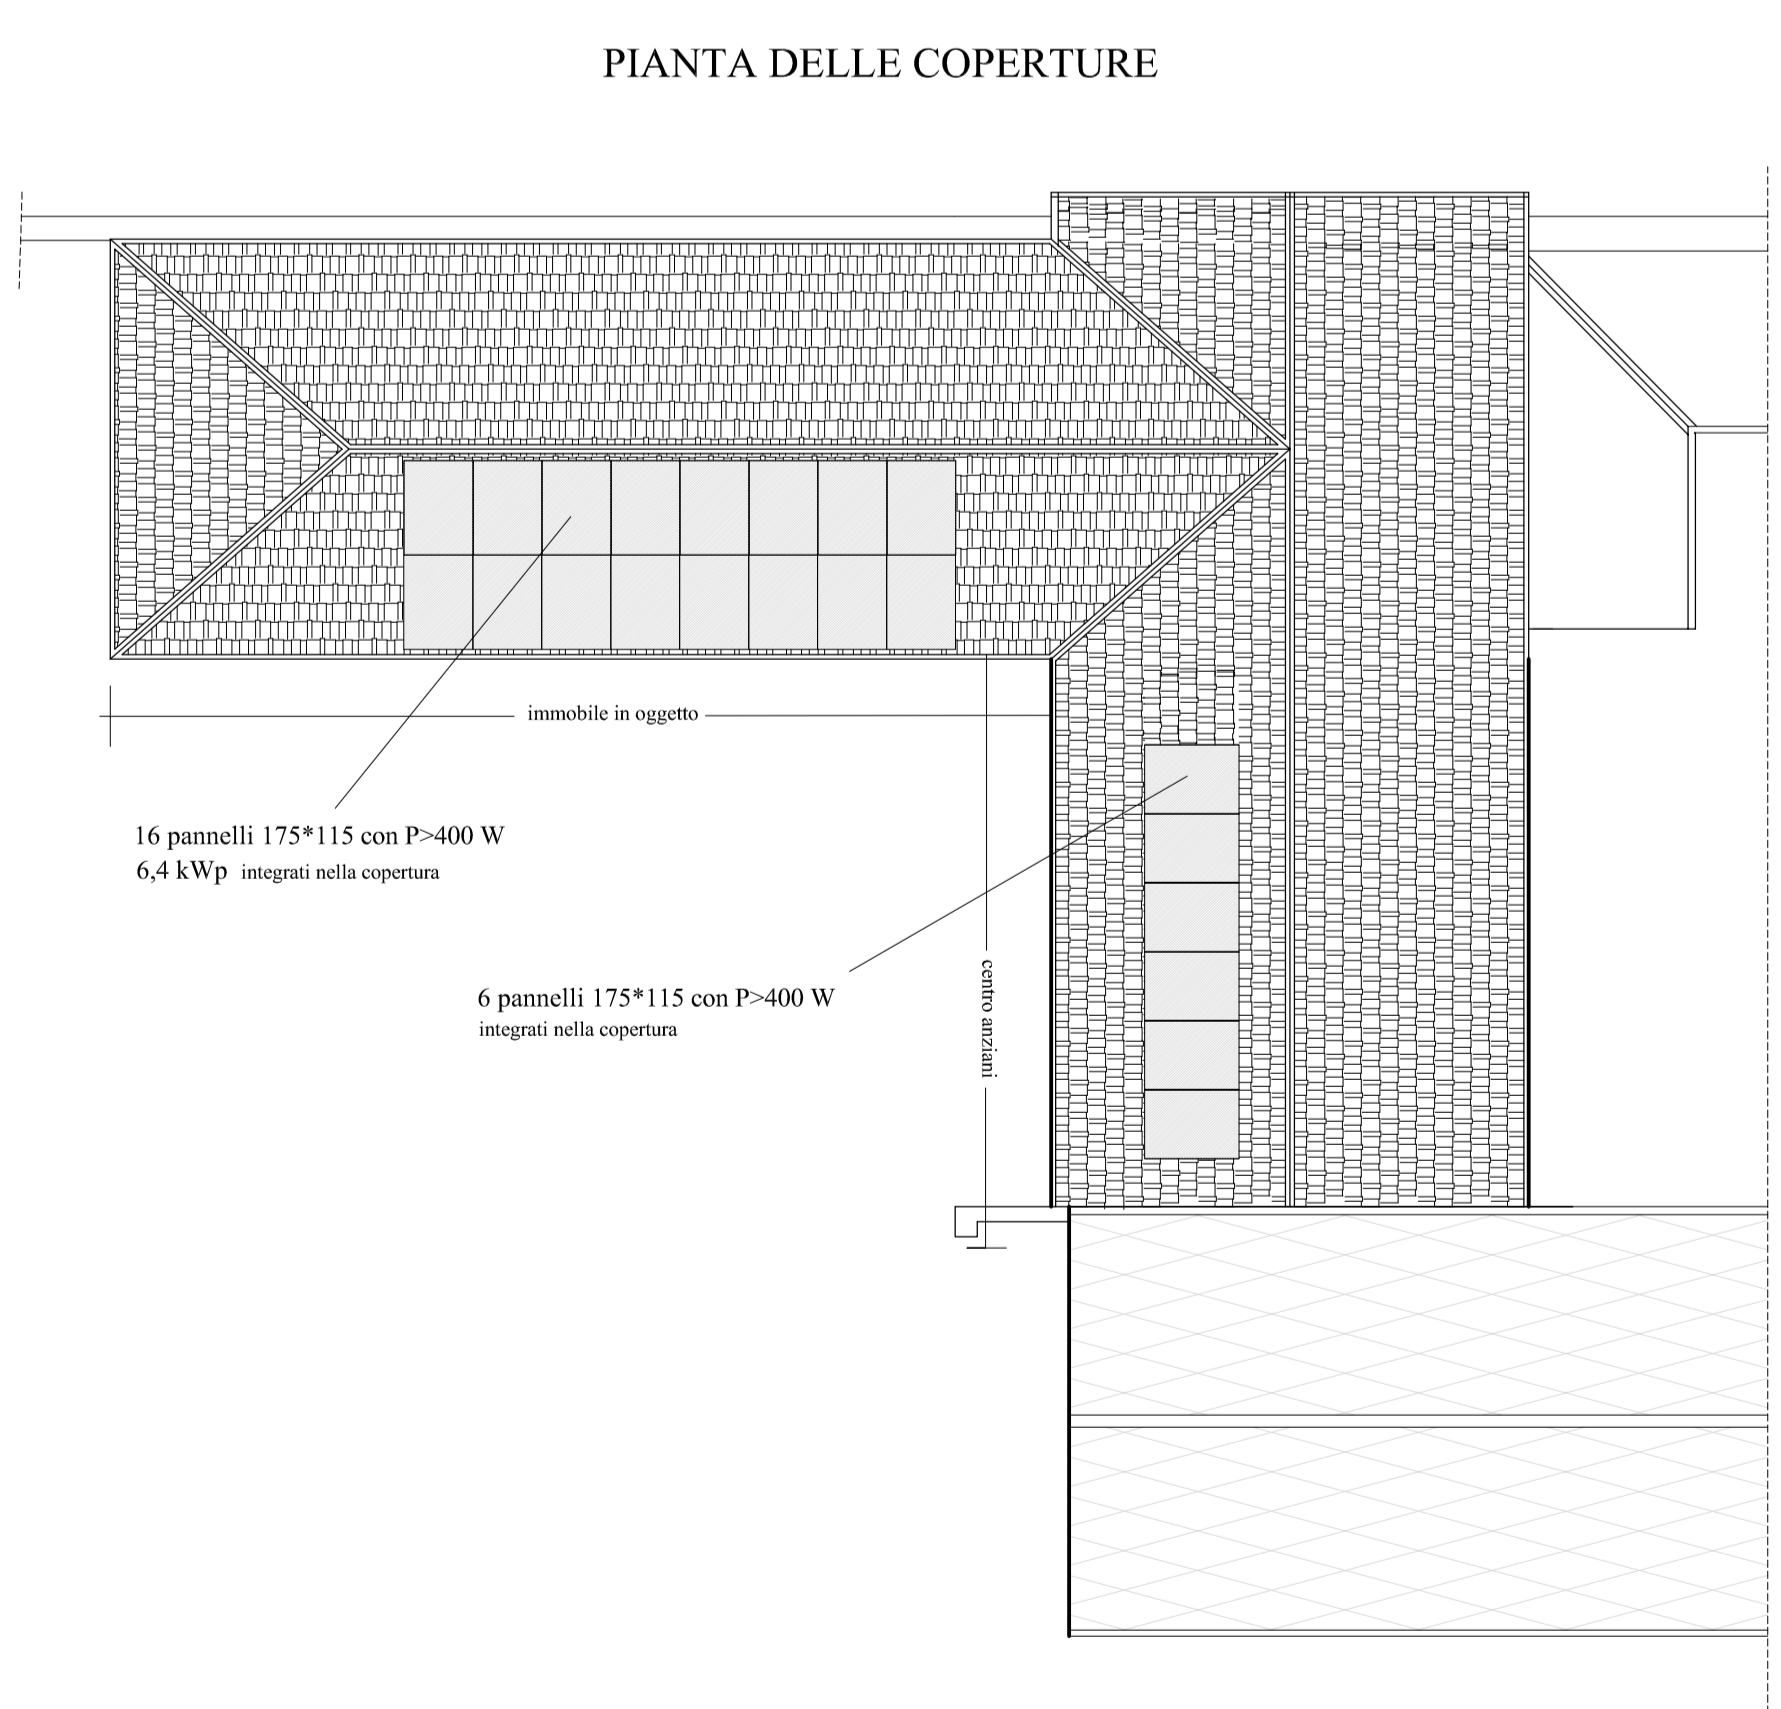 PIANTA DELLE COPERTURE
immobile in oggetto
16 pannelli 175*115 con P>400 W
6,4 kWp integrati nella copertura
6 pannelli 175*115 con P>400 W
integrati nella copertura
centro anziani